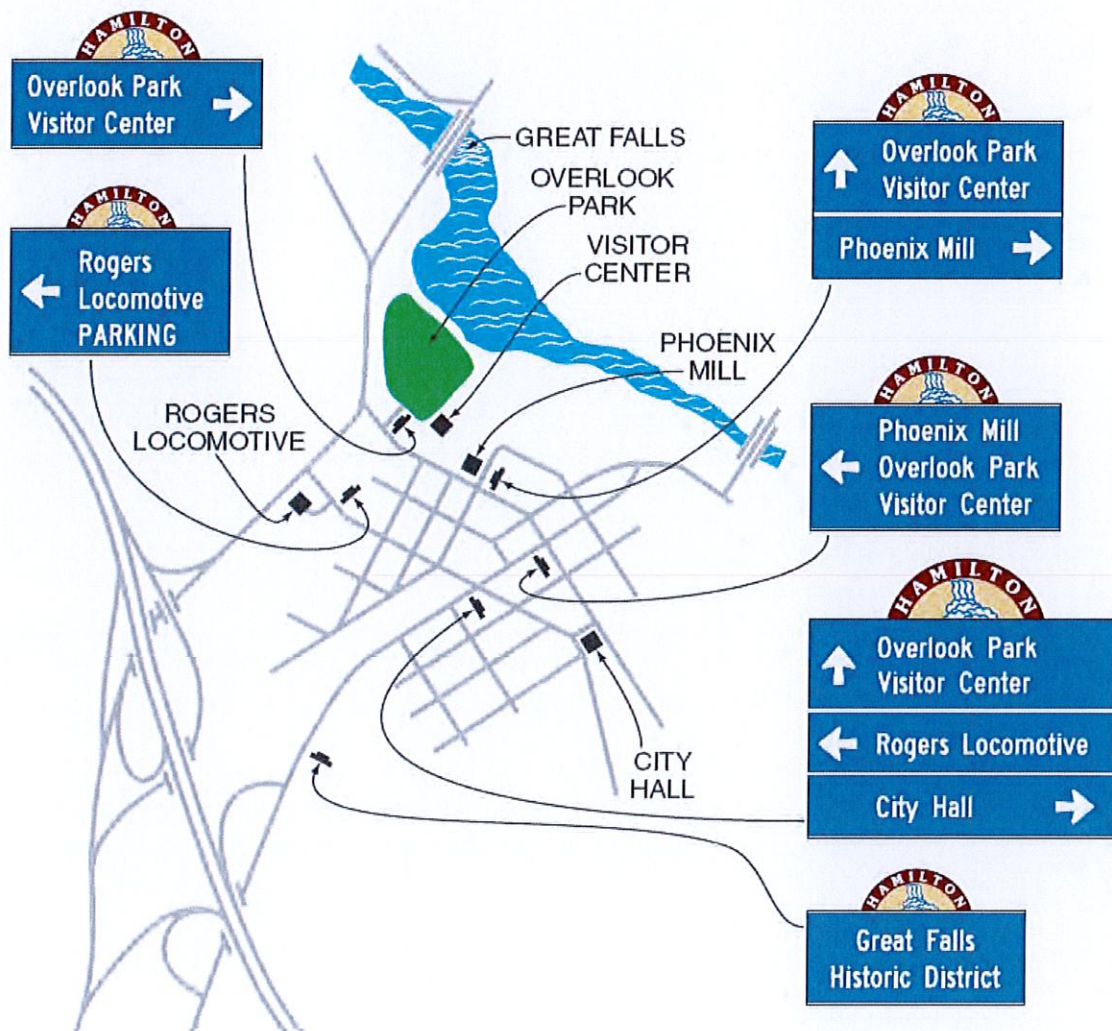 HAMILTON
Overlook Park
Visitor Center
HAMILTON
Rogers
Locomotive
PARKING
GREAT FALLS
OVERLOOK
PARK
VISITOR
CENTER
PHOENIX
MILL
ROGERS
LOCOMOTIVE
CITY
HALL
HAMILTON
Overlook Park
Visitor Center
Phoenix Mill
HAMILTON
Phoenix Mill
Overlook Park
Visitor Center
HAMILTON
Overlook Park
Visitor Center
Rogers Locomotive
City Hall
HAMILTON
Great Falls
Historic District